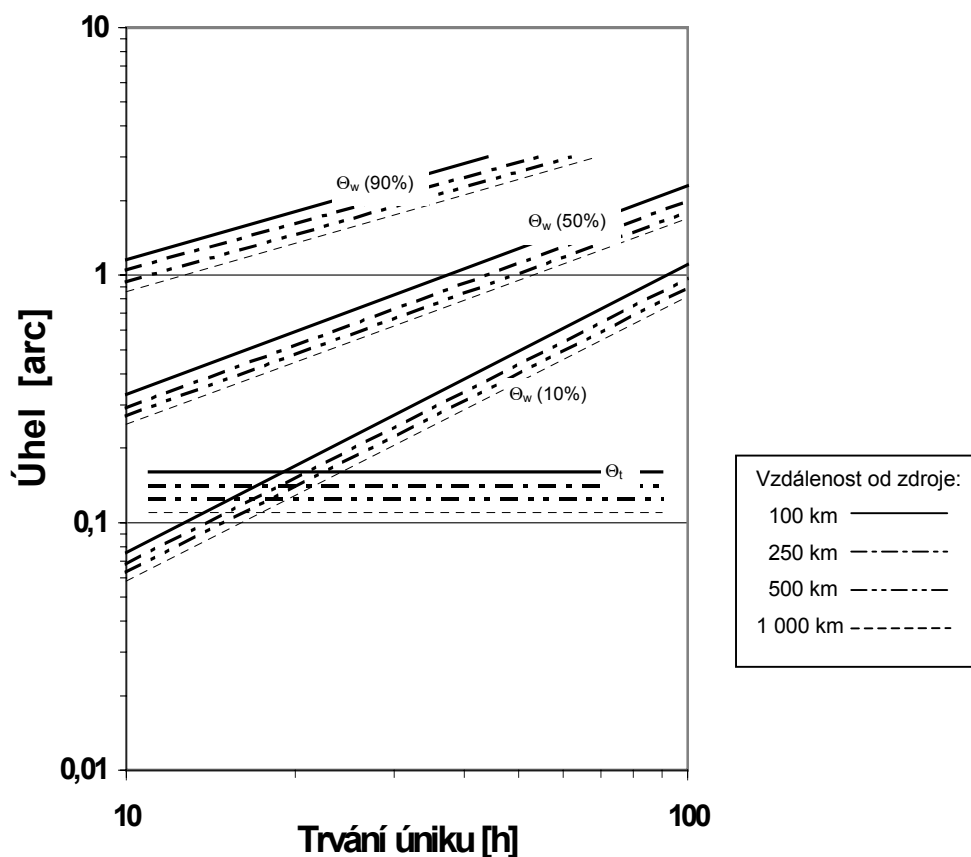 10
Θw (90%)
Θw (50%)
1
Úhel [arc]
Θw (10%)
Θt
Vzdálenost od zdroje:
100 km
250 km
500 km
1 000 km
0,1
0,01
10
100
Trvání úniku [h]